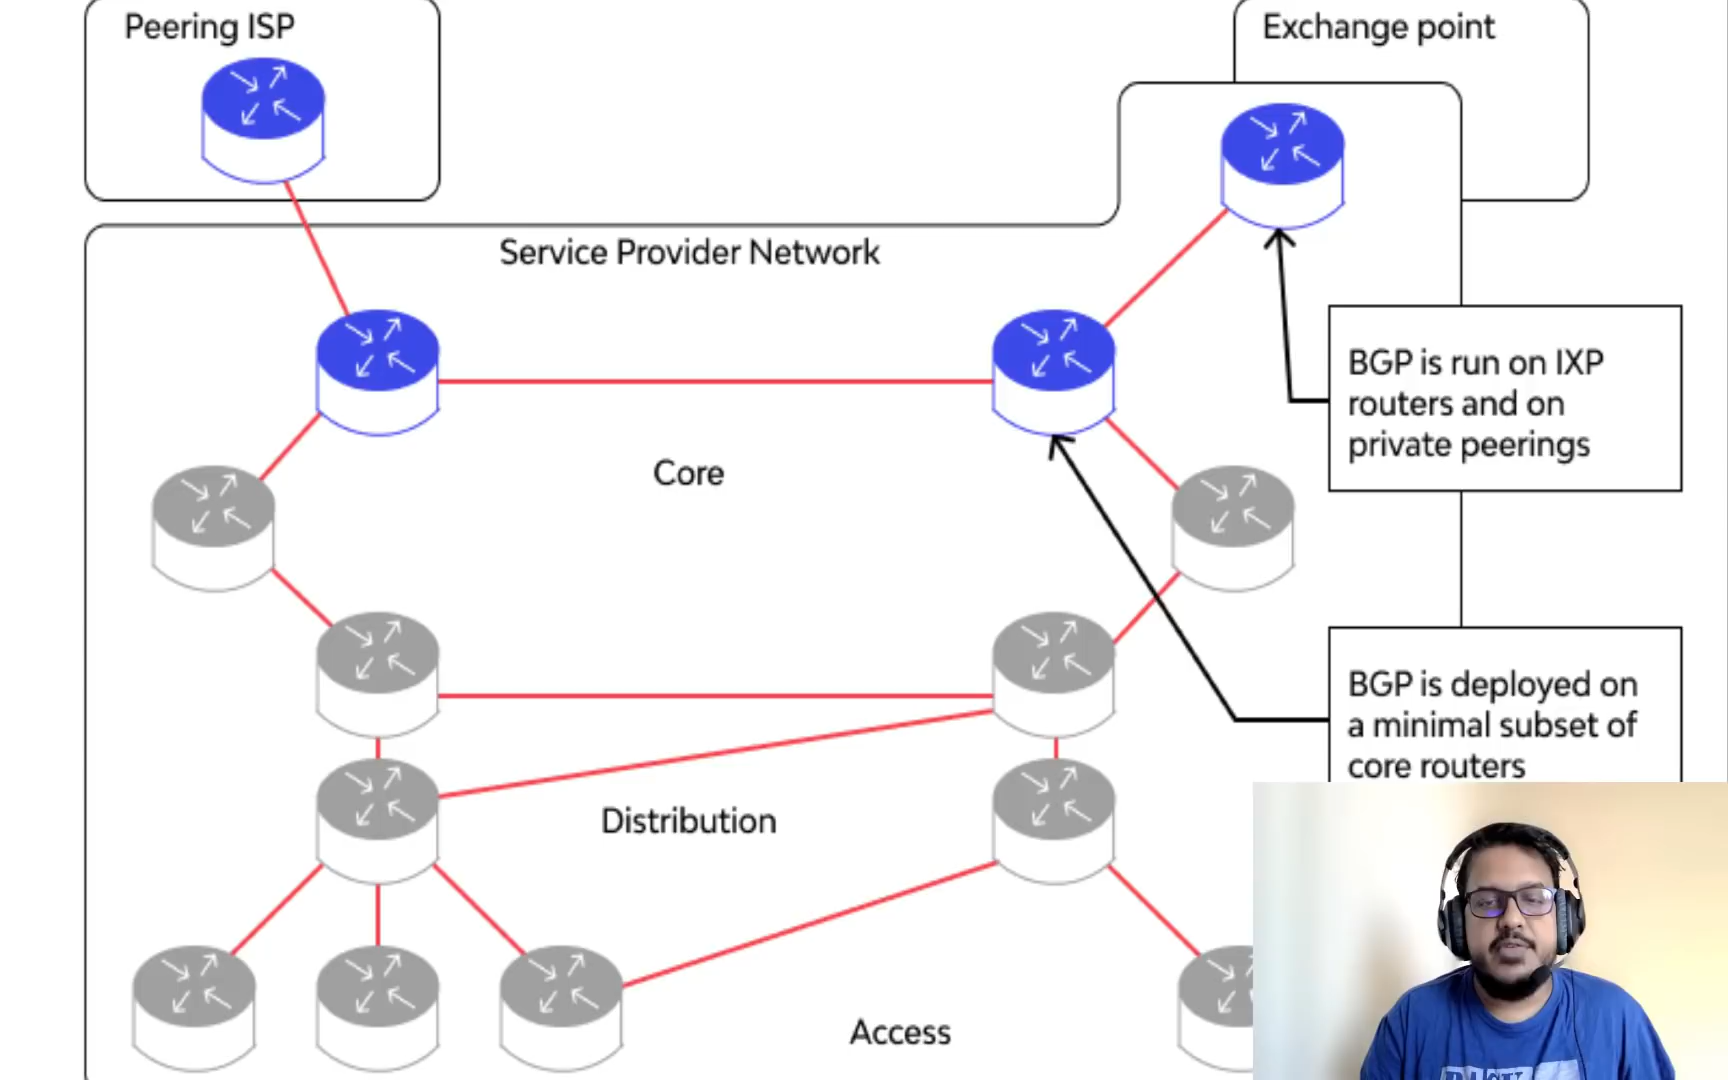 Peering ISP
Exchange point
Service Provider Network
BGP is run on IXP
routers and on
private peerings
Core
BGP is deployed on
a minimal subset of
core routers
Distribution
Access